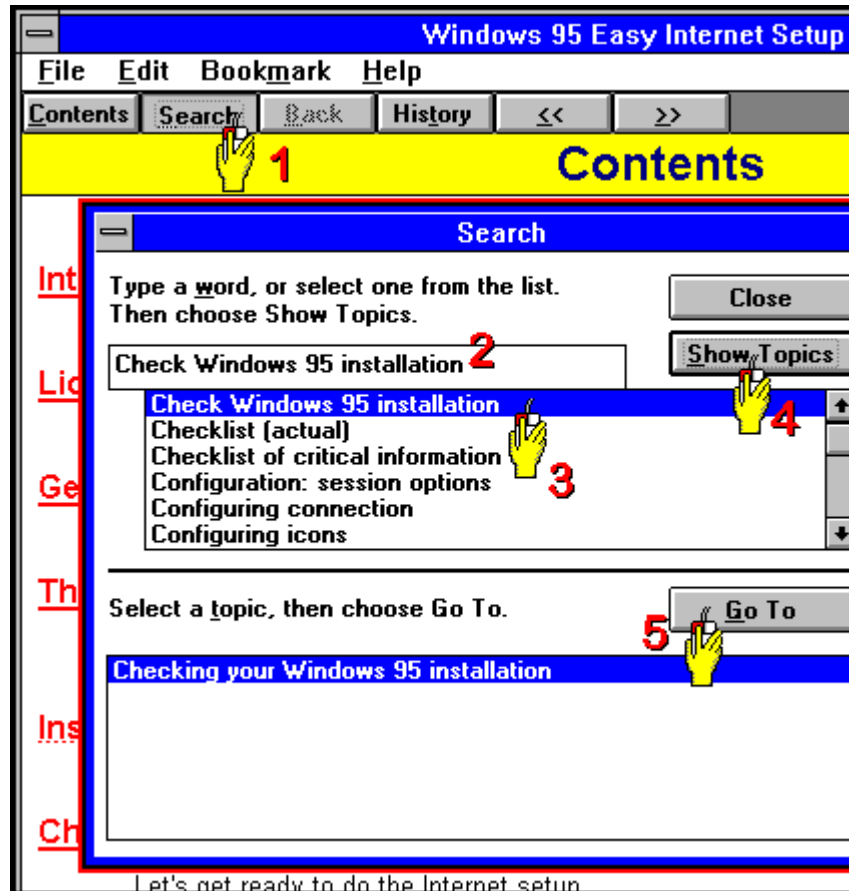 Windows 95 Easy Internet Setup
File Edit Bookmark Help
Contents Search Back History << >>
1
Contents
Search
Int
Type a word, or select one from the list.
Then choose Show Topics.
Close
Check Windows 95 installation 2
Show Topics
Lic
Check Windows 95 installation
4
Checklist (actual)
Checklist of critical information
3
Ge
Configuration: session options
Configuring connection
Configuring icons
Th
Select a topic, then choose Go To.
5 Go To
Checking your Windows 95 installation
Ins
Ch
Let's get ready to do the Internet setup